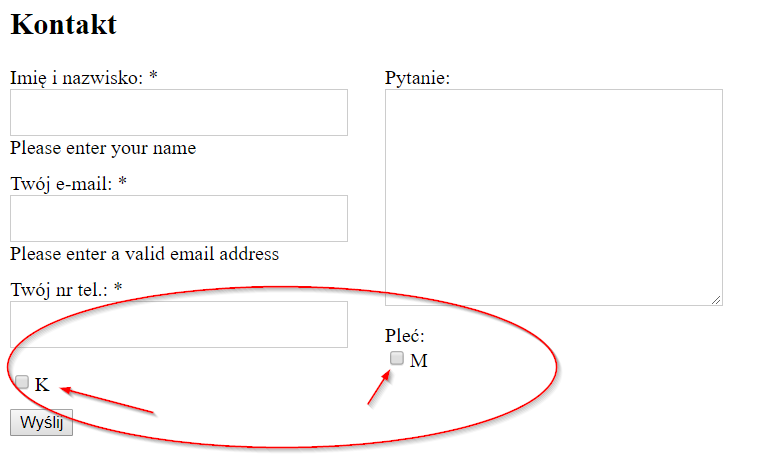 Kontakt
Imię i nazwisko: *
Please enter your name
Twój e-mail: *
Please enter a valid email address
Twój nr tel.: *
K
Wyślij
Pytanie:
Pleć:
M